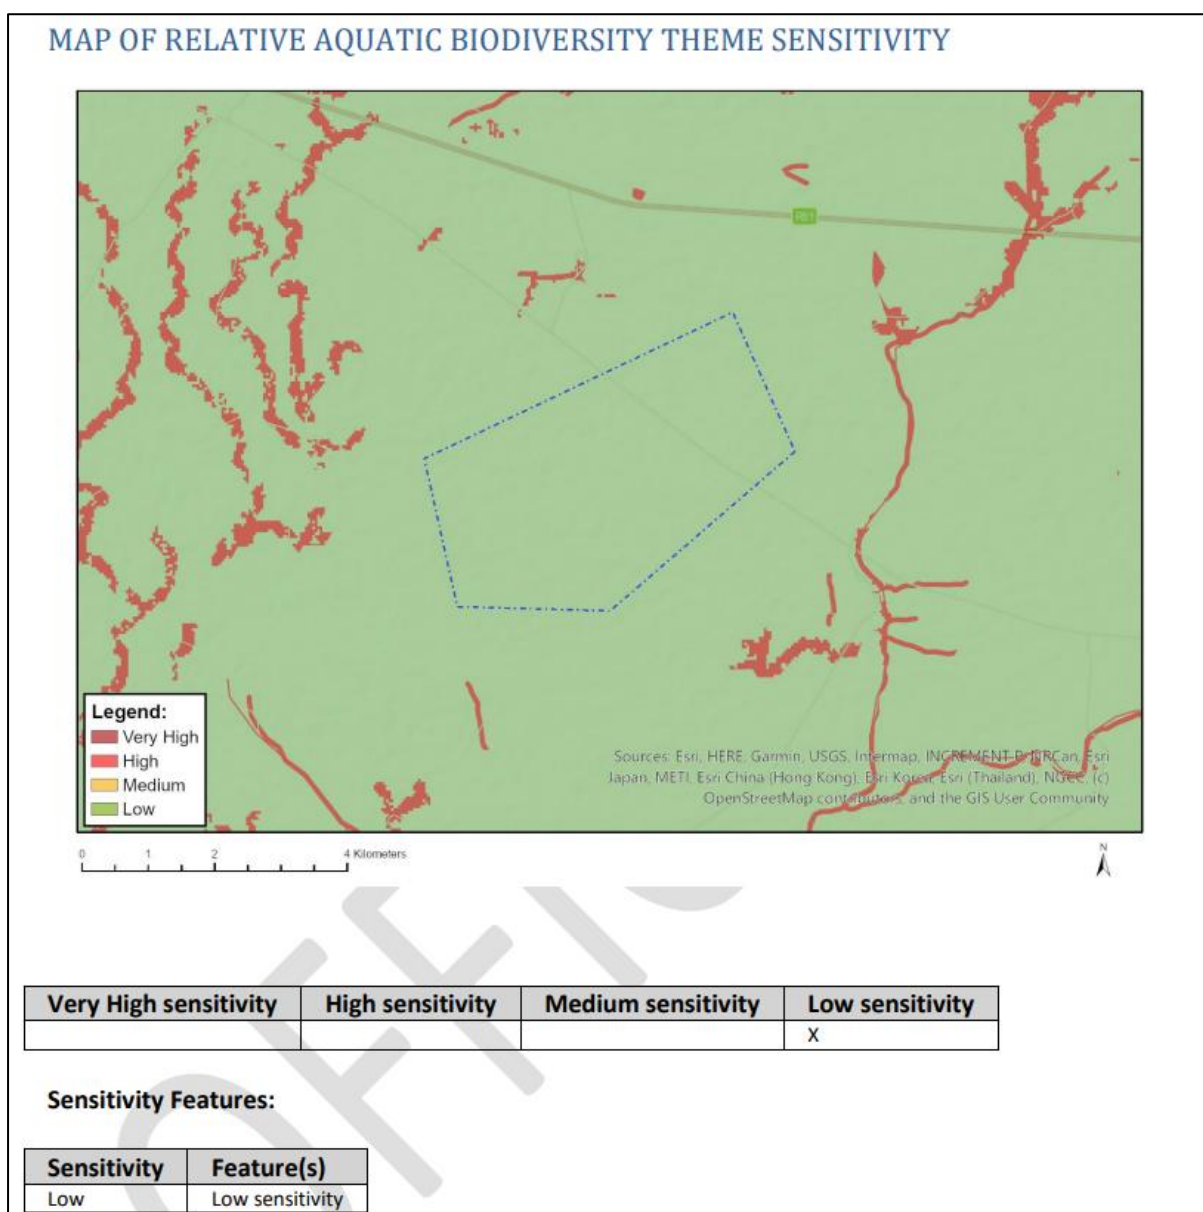 MAP OF RELATIVE AQUATIC BIODIVERSITY THEME SENSITIVITY
R61
Legend:
Very High
High
Medium
Low
Sources: Esri, HERE, Garmin, USGS, Intermap, INCREMENT P, NRCan, Esri
Japan, METI, Esri China (Hong Kong), Esri Korea, Esri (Thailand), NGCC, (c)
OpenStreetMap contributors, and the GIS User Community
0 1 2 4 Kilometers
N
Very High sensitivity High sensitivity Medium sensitivity Low sensitivity
X
Sensitivity Features:
Sensitivity Feature(s)
Low Low sensitivity